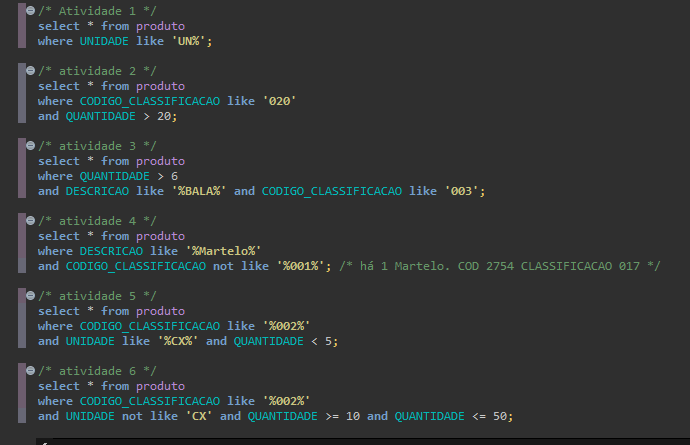 /* Atividade 1 */
select * from produto
where UNIDADE like 'UN%';
/* atividade 2 */
select * from produto
where CODIGO_CLASSIFICACAO like '020'
and QUANTIDADE > 20;
/* atividade 3 */
select * from produto
where QUANTIDADE > 6
and DESCRICAO like '%BALA%' and CODIGO_CLASSIFICACAO like '003';
/* atividade 4 */
select * from produto
where DESCRICAO like '%Martelo%'
and CODIGO_CLASSIFICACAO not like '%001%'; /* há 1 Martelo. COD 2754 CLASSIFICACAO 017 */
/* atividade 5 */
select * from produto
where CODIGO_CLASSIFICACAO like '%002%'
and UNIDADE like '%CX%' and QUANTIDADE < 5;
/* atividade 6 */
select * from produto
where CODIGO_CLASSIFICACAO like '%002%'
and UNIDADE not like 'CX' and QUANTIDADE >= 10 and QUANTIDADE <= 50;